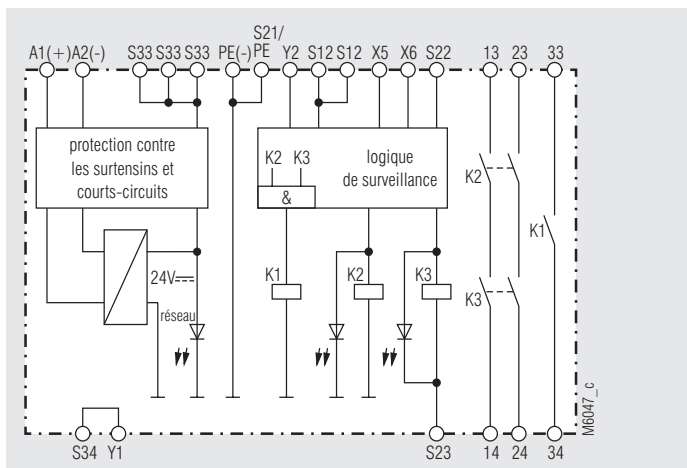 S21/
A1(+) A2(-) S33 S33 S33 PE(-) PE Y2 S12 S12 X5 X6 S22 13 23 33
protection contre
les surtensins et
courts-circuits
K2 K3
&
logique
de surveillance
K2
K1
24V
K1 K2 K3
K3
réseau
M6047_c
S34 Y1 S23 14 24 34